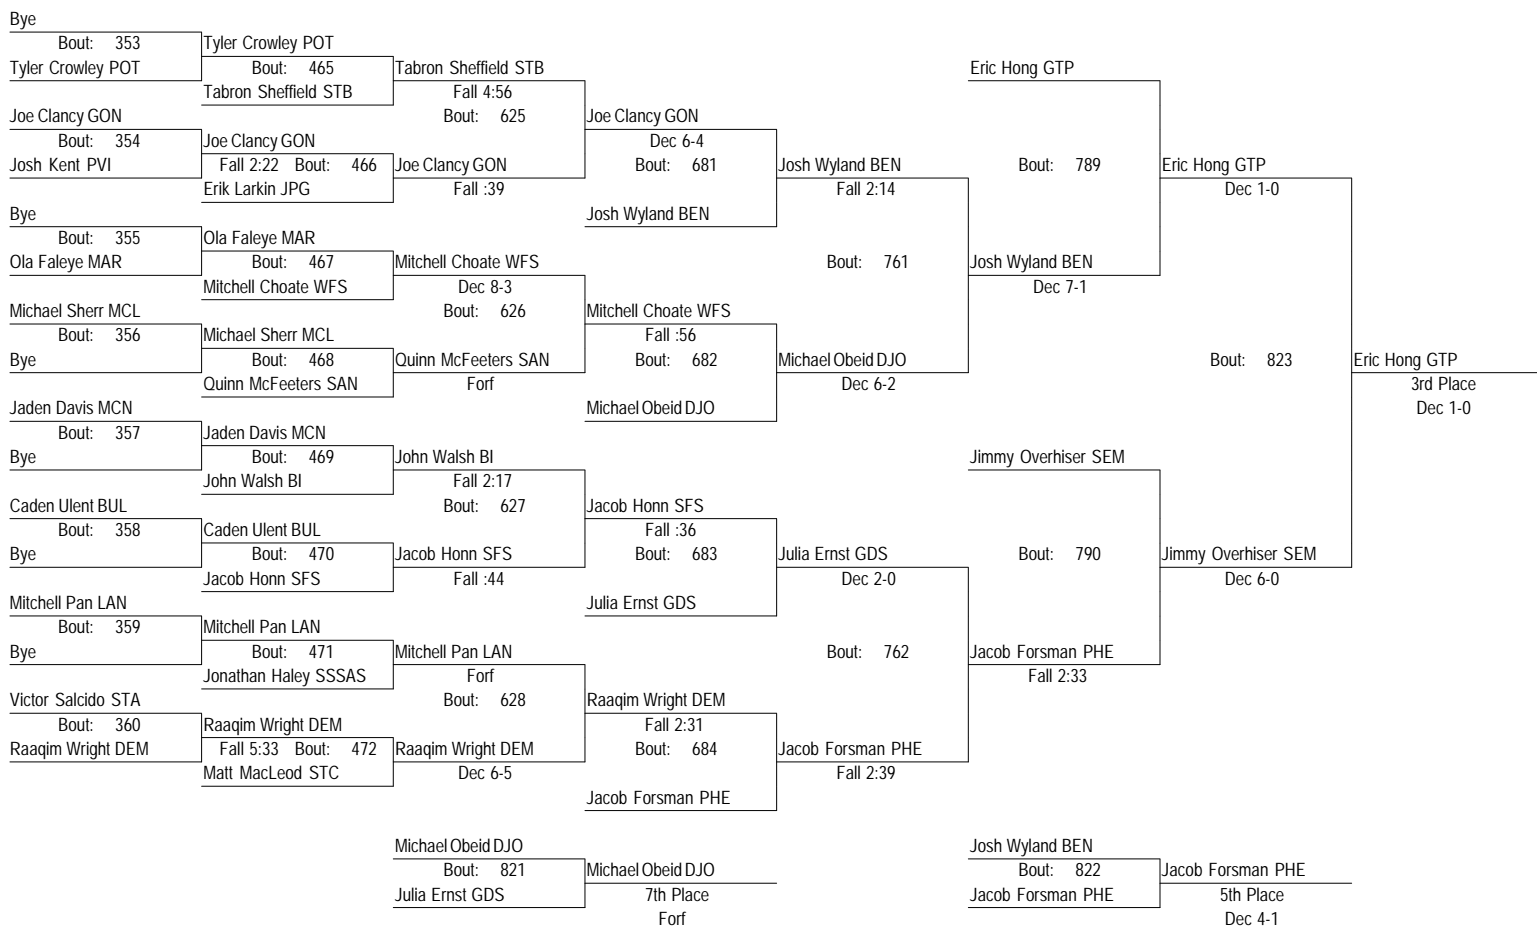 Bye
Bout: 353
Tyler Crowley POT
Tyler Crowley POT
Bout: 465
Tabron Sheffield STB
Tabron Sheffield STB
Fall 4:56
Bout: 625
Joe Clancy GON
Bout: 354
Josh Kent PVI
Joe Clancy GON
Fall 2:22 Bout: 466
Erik Larkin JPG
Joe Clancy GON
Fall :39
Joe Clancy GON
Dec 6-4
Bout: 681
Josh Wyland BEN
Josh Wyland BEN
Fall 2:14
Bye
Bout: 355
Ola Faleye MAR
Ola Faleye MAR
Bout: 467
Mitchell Choate WFS
Mitchell Choate WFS
Dec 8-3
Bout: 626
Michael Sherr MCL
Bout: 356
Bye
Michael Sherr MCL
Bout: 468
Quinn McFeeters SAN
Quinn McFeeters SAN
Forf
Mitchell Choate WFS
Fall :56
Bout: 682
Michael Obeid DJO
Michael Obeid DJO
Dec 6-2
Bout: 761
Eric Hong GTP
Bout: 789
Josh Wyland BEN
Dec 7-1
Eric Hong GTP
Dec 1-0
Jaden Davis MCN
Bout: 357
Bye
Jaden Davis MCN
Bout: 469
John Walsh BI
John Walsh BI
Fall 2:17
Bout: 627
Caden Ulent BUL
Bout: 358
Bye
Caden Ulent BUL
Bout: 470
Jacob Honn SFS
Jacob Honn SFS
Fall :44
Jacob Honn SFS
Fall :36
Bout: 683
Julia Ernst GDS
Julia Ernst GDS
Dec 2-0
Mitchell Pan LAN
Bout: 359
Bye
Mitchell Pan LAN
Bout: 471
Jonathan Haley SSSAS
Mitchell Pan LAN
Forf
Bout: 628
Victor Salcido STA
Bout: 360
Raaqim Wright DEM
Raaqim Wright DEM
Fall 5:33 Bout: 472
Matt MacLeod STC
Raaqim Wright DEM
Dec 6-5
Raaqim Wright DEM
Fall 2:31
Bout: 684
Jacob Forsman PHE
Jacob Forsman PHE
Fall 2:39
Bout: 762
Jimmy Overhiser SEM
Bout: 790
Jacob Forsman PHE
Fall 2:33
Jimmy Overhiser SEM
Dec 6-0
Bout: 823
Eric Hong GTP
3rd Place
Dec 1-0
Michael Obeid DJO
Bout: 821
Julia Ernst GDS
Michael Obeid DJO
7th Place
Forf
Josh Wyland BEN
Bout: 822
Jacob Forsman PHE
Jacob Forsman PHE
5th Place
Dec 4-1